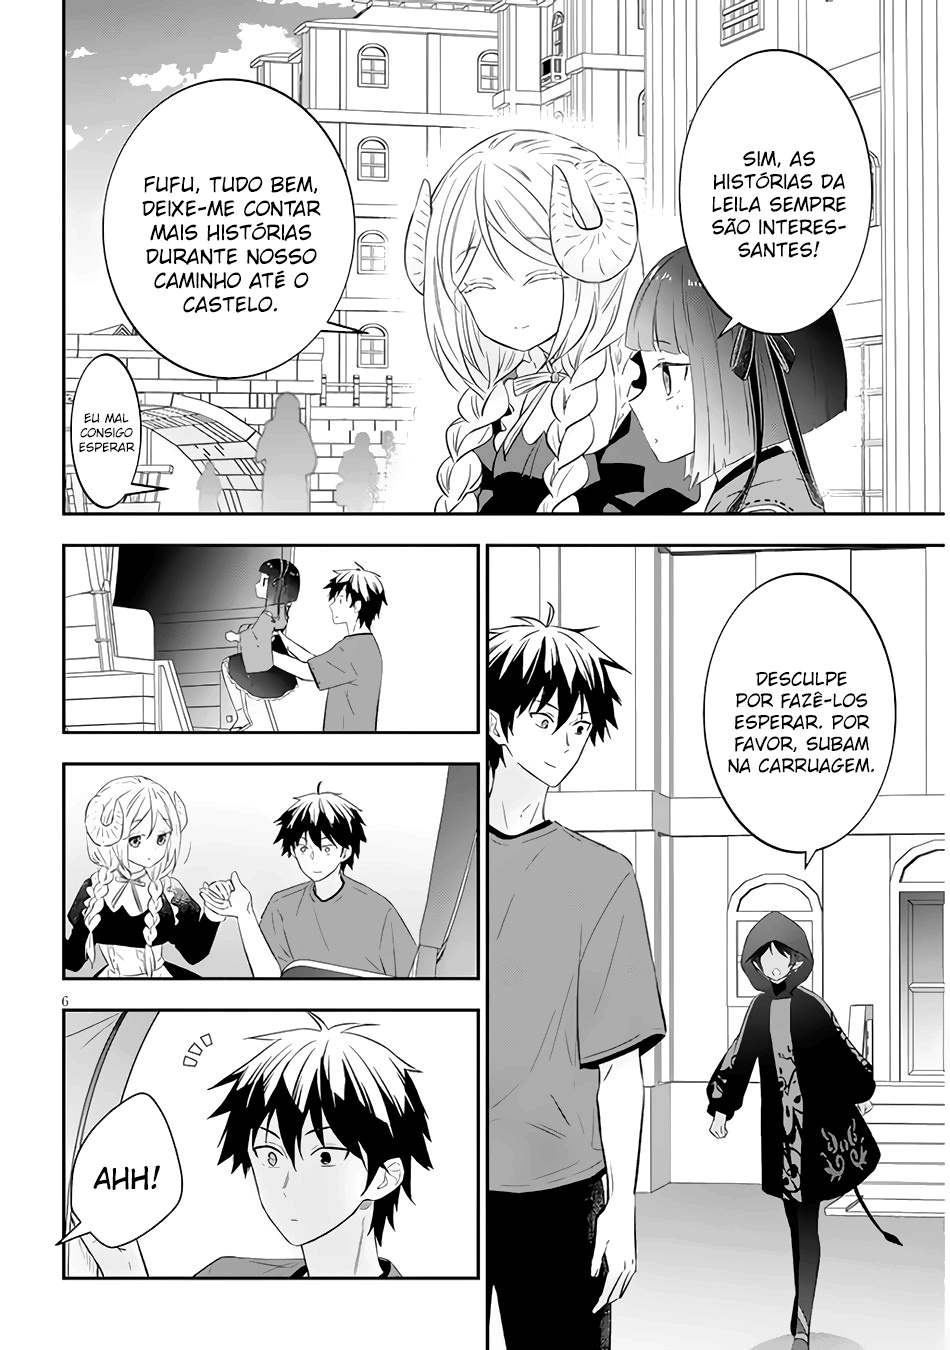 SIM, AS
HISTÓRIAS DA
LEILA SEMPRE
SÃO INTERES-
SANTES!
FUFU, TUDO BEM,
DEIXE-ME CONTAR
MAIS HISTÓRIAS
DURANTE NOSSO
CAMINHO ATÉ O
CASTELO.
EU MAL
CONSIGO
ESPERAR
DESCULPE
POR FAZÊ-LOS
ESPERAR. POR
FAVOR, SUBAM
NA CARRUAGEM.
6
AHH!